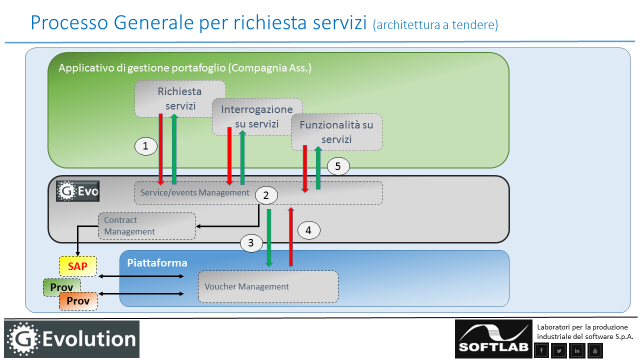 Processo Generale per richiesta servizi (architettura a tendere)
Applicativo di gestione portafoglio (Compagnia Ass.)
Richiesta
servizi
Interrogazione
su servizi
Funzionalità su
servizi
1
5
G Evo
Service/events Management
2
Contract
Management
3
4
SAP
Piattaforma
Prov
Prov
Voucher Management
G Evolution
SOFTLAB
Laboratori per la produzione
industriale del software S.p.A.